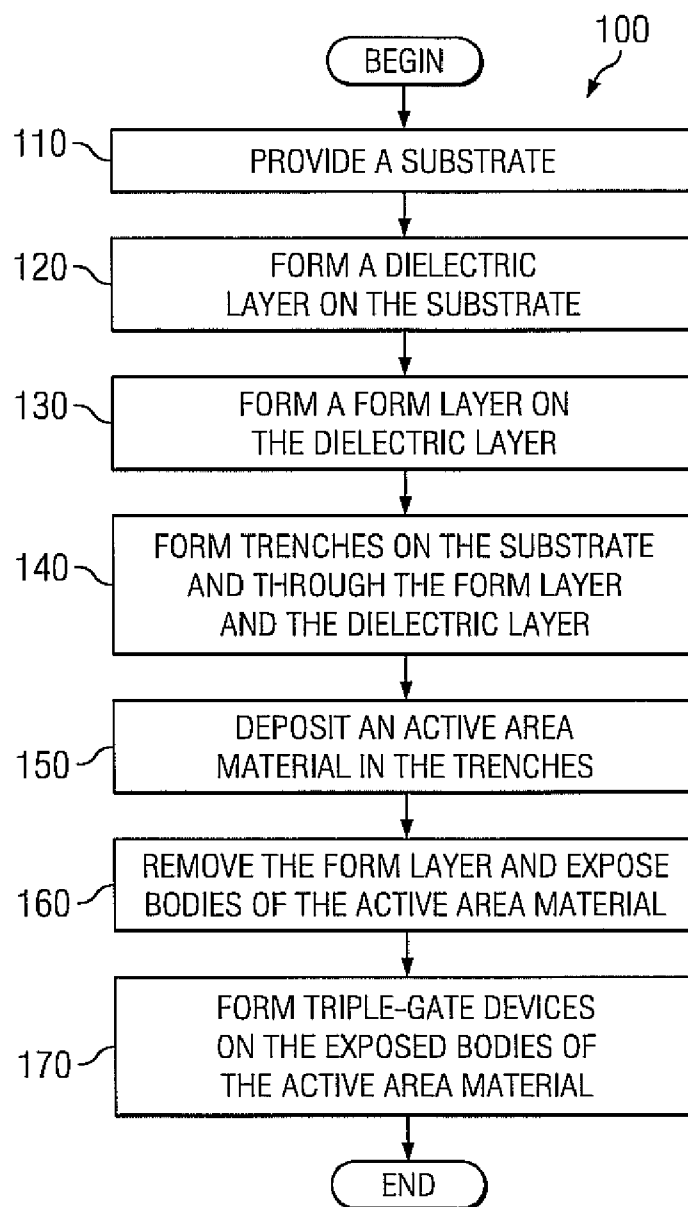 100
BEGIN
110
PROVIDE A SUBSTRATE
120
FORM A DIELECTRIC
LAYER ON THE SUBSTRATE
130
FORM A FORM LAYER ON
THE DIELECTRIC LAYER
140
FORM TRENCHES ON THE SUBSTRATE
AND THROUGH THE FORM LAYER
AND THE DIELECTRIC LAYER
150
DEPOSIT AN ACTIVE AREA
MATERIAL IN THE TRENCHES
160
REMOVE THE FORM LAYER AND EXPOSE
BODIES OF THE ACTIVE AREA MATERIAL
170
FORM TRIPLE-GATE DEVICES
ON THE EXPOSED BODIES OF
THE ACTIVE AREA MATERIAL
END